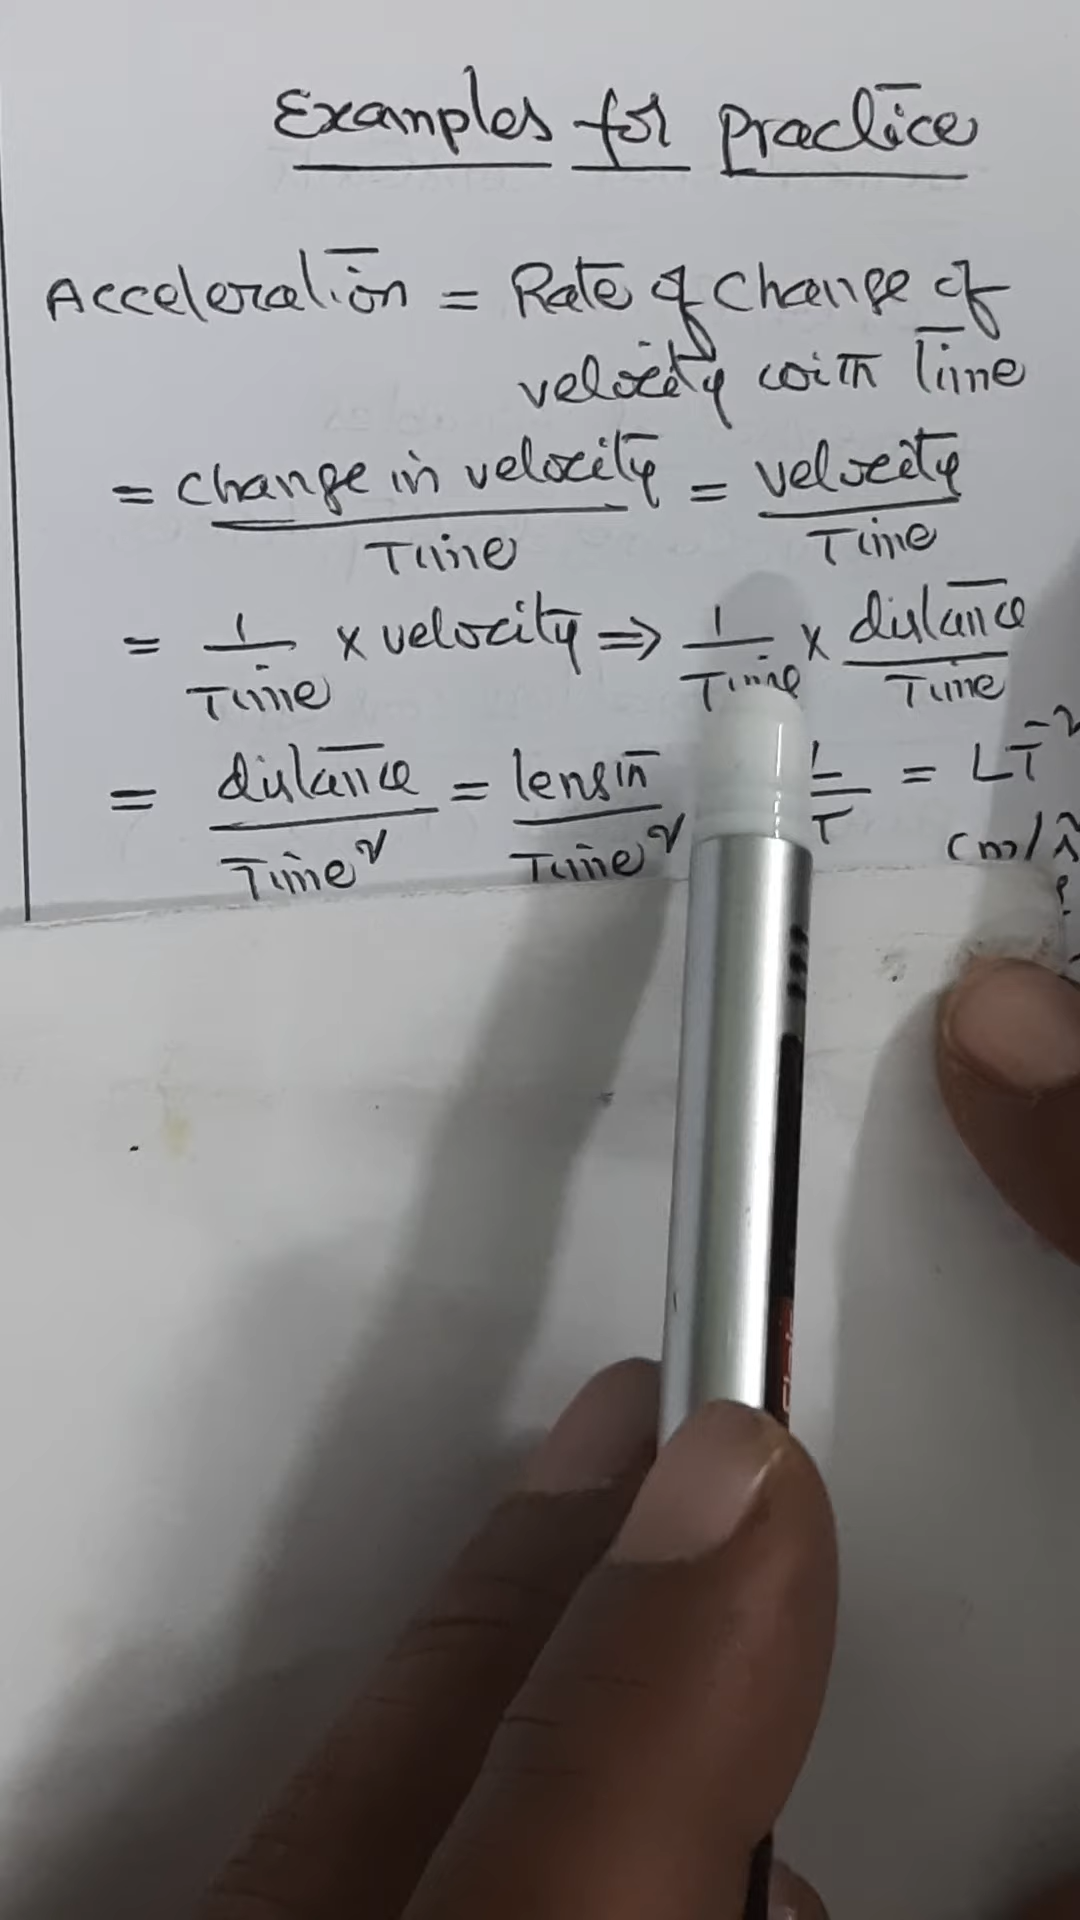 Examples for practice
Acceleration = Rate of change of
velocity with Time
= change in velocity / Time = velocity / Time
= 1 / Time × velocity ⇒ 1 / Time × distance / Time
= distance / Time² = length / Time² L / T = LT⁻²
(m/